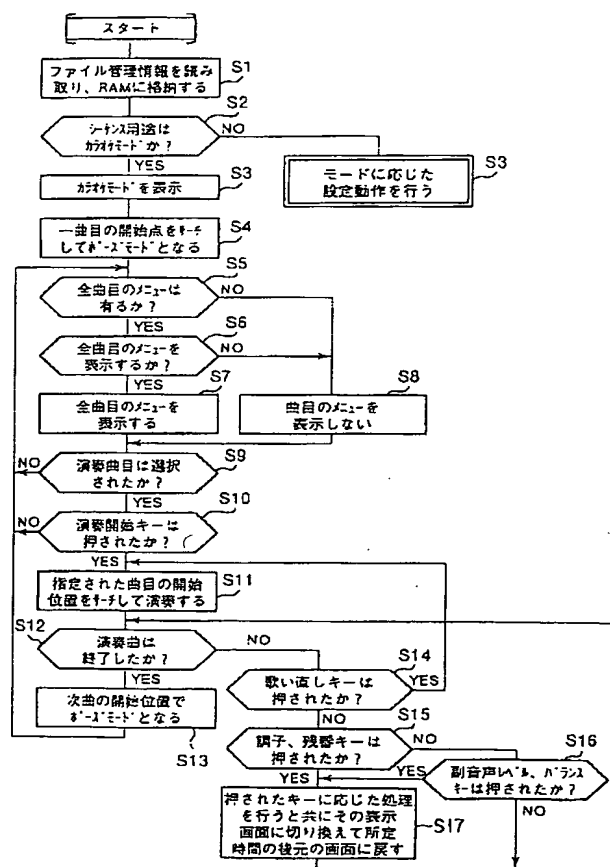 スタート
ファイル管理情報を読み
取り、RAMに格納する
S1
S2
シーケンス用途は
カラオケモードか?
NO
YES
カラオケモードを表示
S3
モードに応じた
設定動作を行う
S3
一曲目の開始点をサーチ
してポーズモードとなる
S4
S5
全曲目のメニューは
有るか?
NO
YES
S6
全曲目のメニューを
表示するか?
NO
YES
S7
S8
全曲目のメニューを
表示する
曲目のメニューを
表示しない
S9
NO
演奏曲目は選択
されたか?
YES
S10
NO
演奏開始キーは
押されたか?
YES
S11
指定された曲目の開始
位置をサーチして演奏する
S12
演奏曲は
終了したか?
NO
YES
S14
歌い直しキーは
押されたか?
YES
次曲の開始位置で
ポーズモードとなる
S13
NO
S15
調子、残響キーは
押されたか?
NO
S16
YES
YES
副音声レベル、バランス
キーは押されたか?
NO
押されたキーに応じた処理
を行うと共にその表示
画面に切り換えて所定
時間の後元の画面に戻す
S17